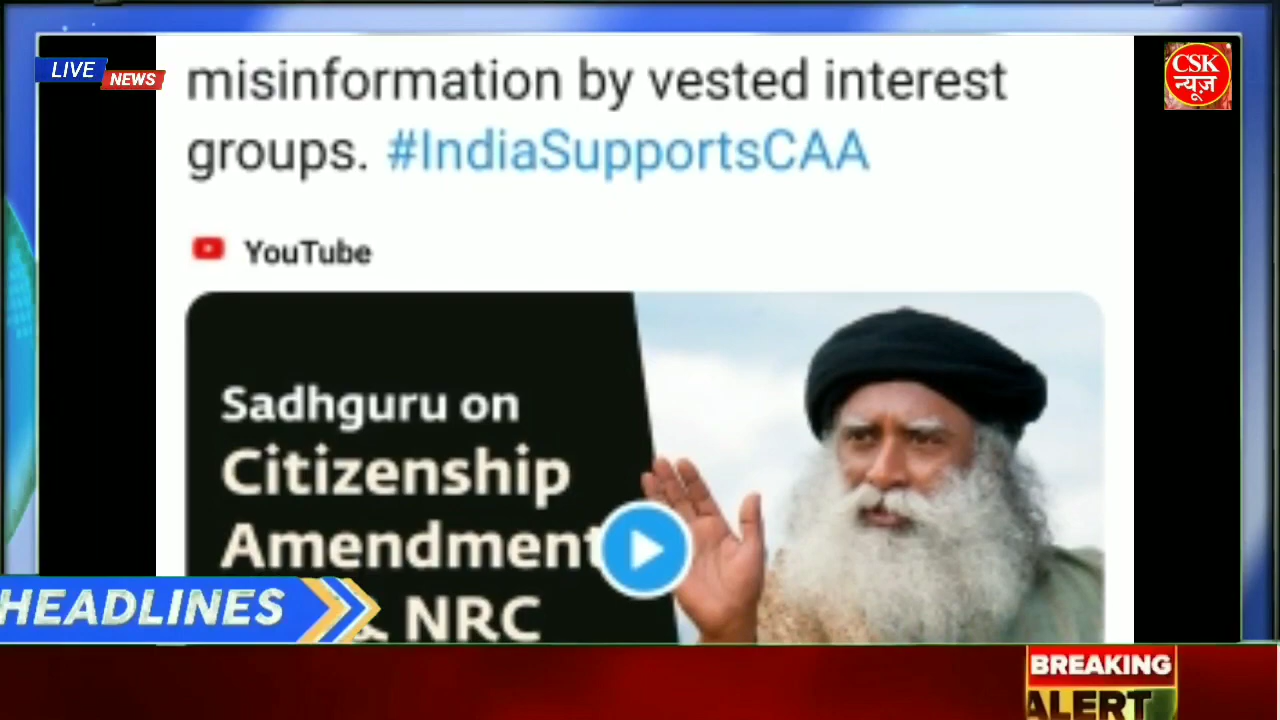 LIVE
NEWS
CSK
न्यूज़
misinformation by vested interest
groups. #IndiaSupportsCAA
YouTube
Sadhguru on
Citizenship
Amendment
& NRC
HEADLINES
BREAKING
ALERT